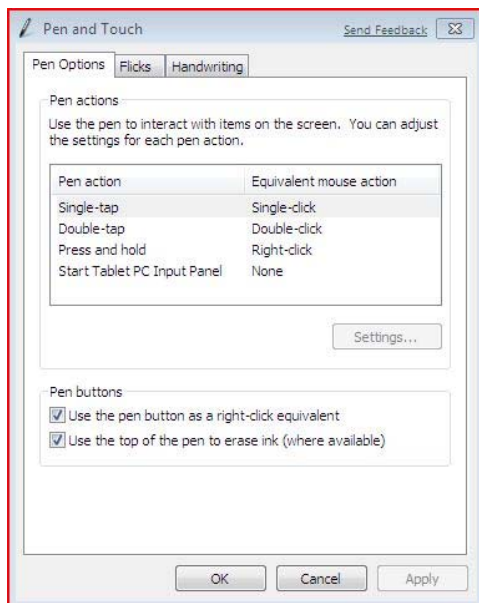 Pen and Touch
Send Feedback
Pen Options
Flicks
Handwriting
Pen actions
Use the pen to interact with items on the screen.  You can adjust
the settings for each pen action.
Pen action Equivalent mouse action
Single-tap Single-click
Double-tap Double-click
Press and hold Right-click
Start Tablet PC Input Panel None
Settings...
Pen buttons
Use the pen button as a right-click equivalent
Use the top of the pen to erase ink (where available)
OK Cancel Apply